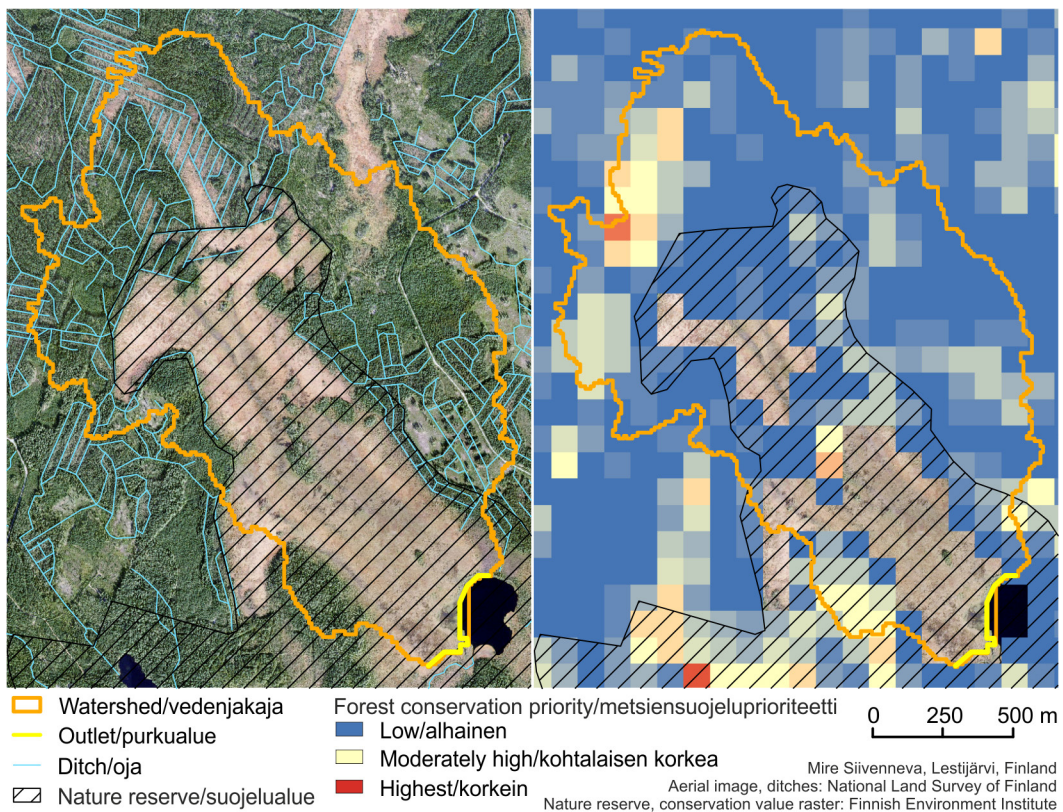 Watershed/vedenjakaja
Outlet/purkualue
Ditch/oja
Nature reserve/suojelualue
Forest conservation priority/metsiensuojeluprioriteetti
Low/alhainen
Moderately high/kohtalaisen korkea
Highest/korkein
0 250 500 m
Mire Siivenneva, Lestijärvi, Finland
Aerial image, ditches: National Land Survey of Finland
Nature reserve, conservation value raster: Finnish Environment Institute